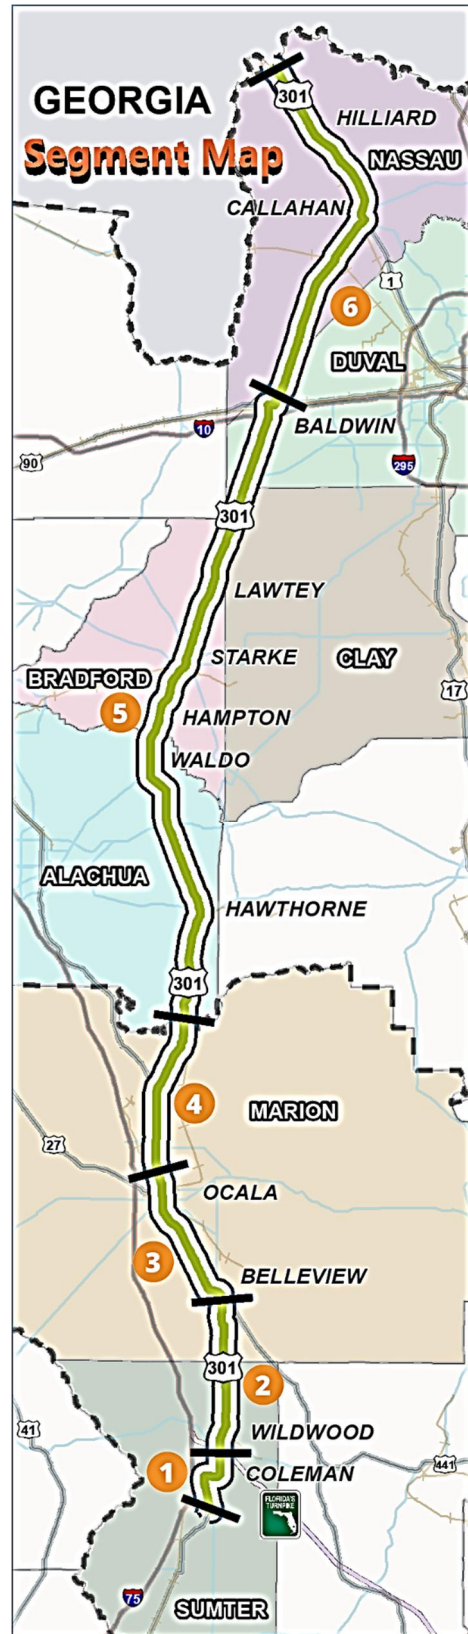 GEORGIA
Segment Map
301
HILLIARD
NASSAU
CALLAHAN
1
6
DUVAL
10
BALDWIN
90
295
301
LAWTEY
STARKE
CLAY
BRADFORD
17
5
HAMPTON
WALDO
ALACHUA
HAWTHORNE
301
4
MARION
27
OCALA
3
BELLEVIEW
301
2
41
WILDWOOD
441
1
COLEMAN
FLORIDA'S
TURNPIKE
75
SUMTER